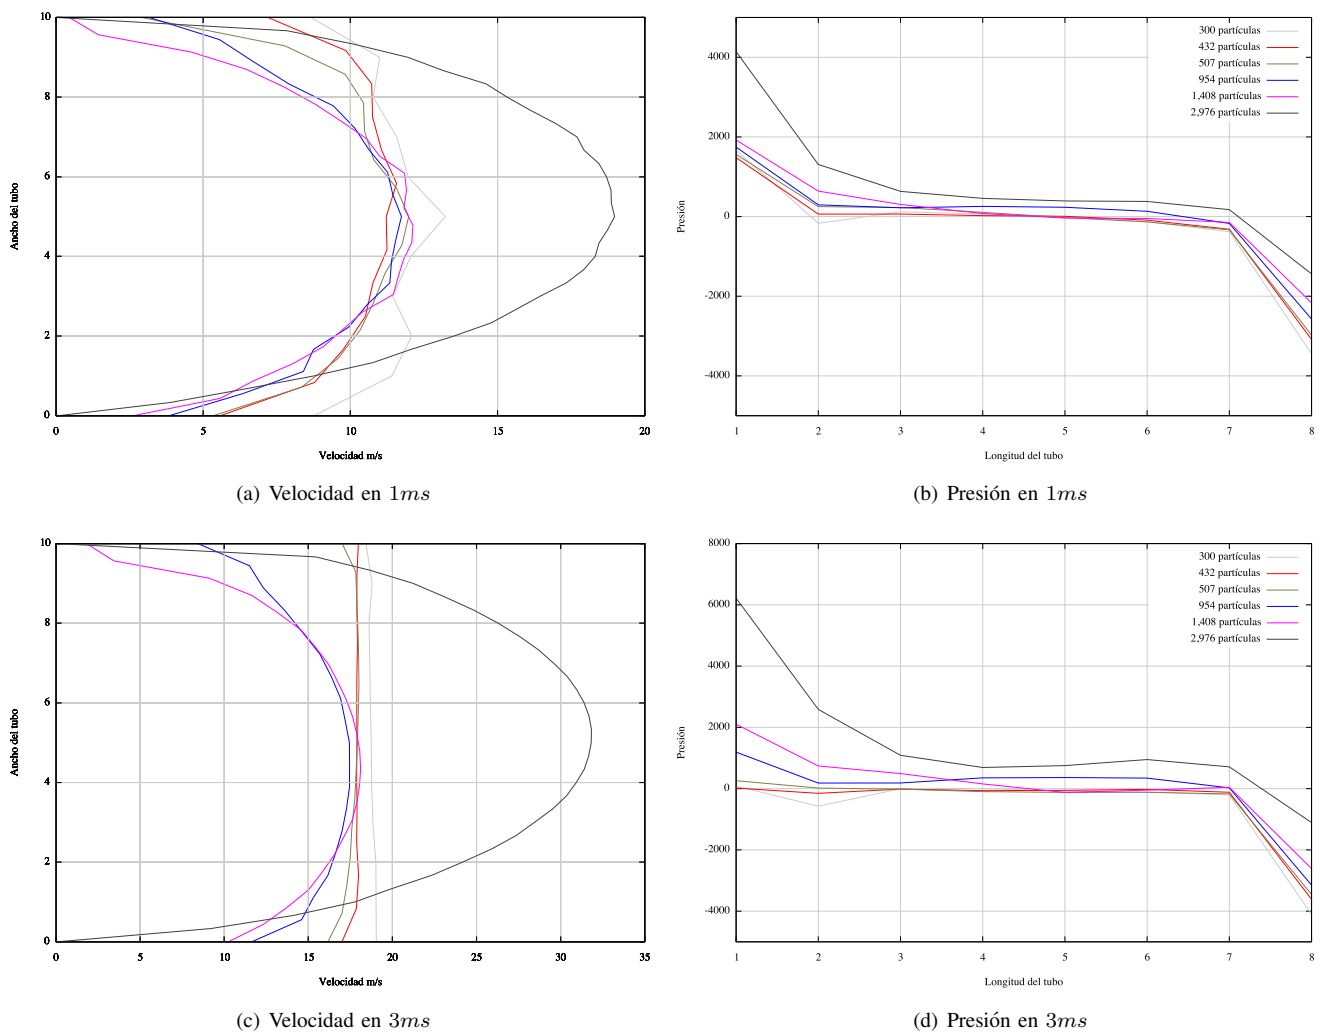 10
8
6
4
2
0
0
5
10
15
20
Ancho del tubo
Velocidad m/s
(a) Velocidad en 1ms
4000
2000
0
-2000
-4000
1
2
3
4
5
6
7
8
Presión
Longitud del tubo
300 partículas
432 partículas
507 partículas
954 partículas
1,408 partículas
2,976 partículas
(b) Presión en 1ms
10
8
6
4
2
0
0
5
10
15
20
25
30
35
Ancho del tubo
Velocidad m/s
(c) Velocidad en 3ms
8000
6000
4000
2000
0
-2000
-4000
1
2
3
4
5
6
7
8
Presión
Longitud del tubo
300 partículas
432 partículas
507 partículas
954 partículas
1,408 partículas
2,976 partículas
(d) Presión en 3ms